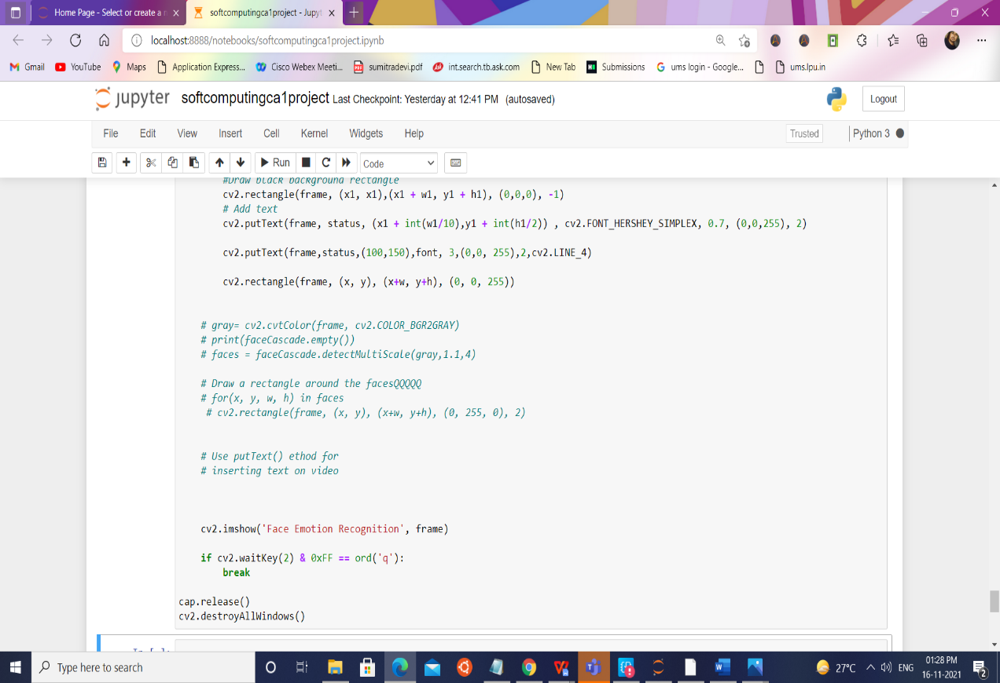 Home Page - Select or create a n
softcomputingca1project - Jupyt
localhost:8888/notebooks/softcomputingca1project.ipynb
Gmail YouTube Maps Application Express... Cisco Webex Meeti... sumitradevi.pdf int.search.tb.ask.com New Tab Submissions ums login - Google... ums.lpu.in
jupyter softcomputingca1project Last Checkpoint: Yesterday at 12:41 PM (autosaved) Logout
File Edit View Insert Cell Kernel Widgets Help Trusted Python 3
Run Code
#Draw black background rectangle
cv2.rectangle(frame, (x1, x1),(x1 + w1, y1 + h1), (0,0,0), -1)
# Add text
cv2.putText(frame, status, (x1 + int(w1/10),y1 + int(h1/2)) , cv2.FONT_HERSHEY_SIMPLEX, 0.7, (0,0,255), 2)
cv2.putText(frame,status,(100,150),font, 3,(0,0, 255),2,cv2.LINE_4)
cv2.rectangle(frame, (x, y), (x+w, y+h), (0, 0, 255))
# gray= cv2.cvtColor(frame, cv2.COLOR_BGR2GRAY)
# print(faceCascade.empty())
# faces = faceCascade.detectMultiScale(gray,1.1,4)
# Draw a rectangle around the facesQQQQQ
# for(x, y, w, h) in faces
# cv2.rectangle(frame, (x, y), (x+w, y+h), (0, 255, 0), 2)
# Use putText() ethod for
# inserting text on video
cv2.imshow('Face Emotion Recognition', frame)
if cv2.waitKey(2) & 0xFF == ord('q'):
break
cap.release()
cv2.destroyAllWindows()
In [ ]:
Type here to search
27°C ENG
01:28 PM
16-11-2021
2